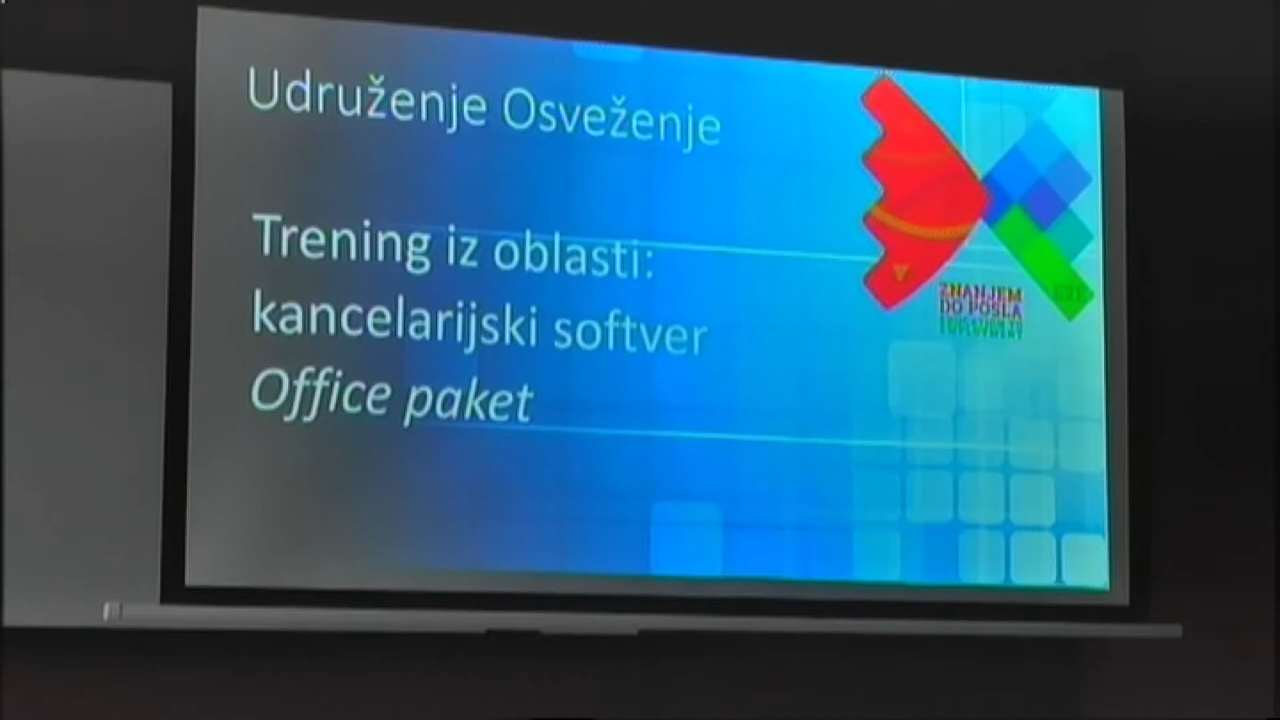 Udruženje Osveženje
Trening iz oblasti:
kancelarijski softver
Office paket
ZNANJEM
DO POSLA